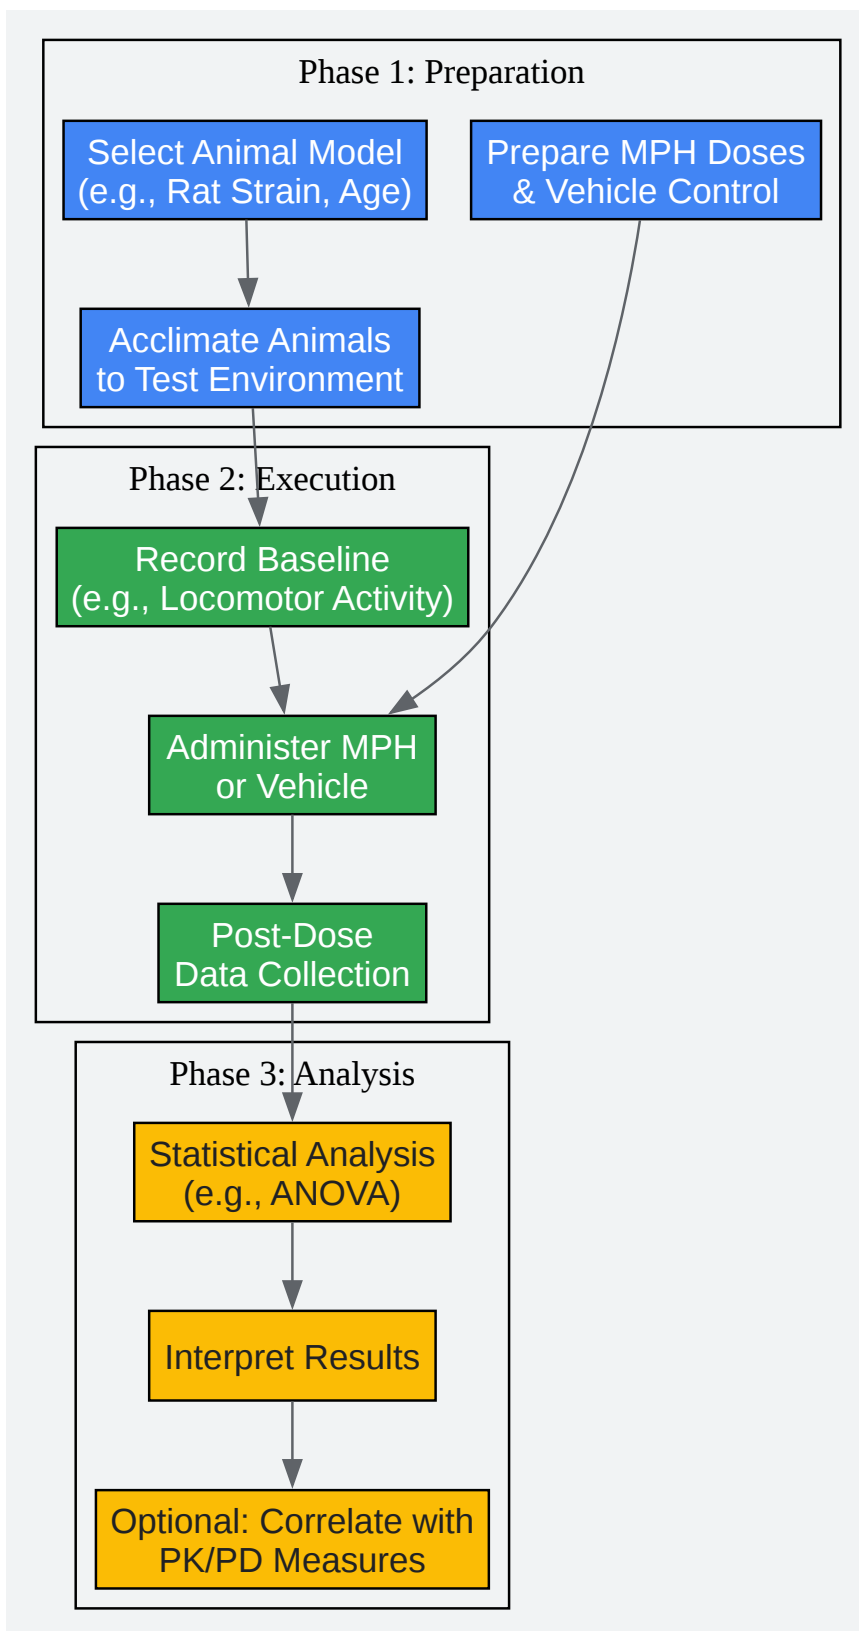 Phase 1: Preparation
Select Animal Model
(e.g., Rat Strain, Age)
Prepare MPH Doses
& Vehicle Control
Acclimate Animals
to Test Environment
Phase 2: Execution
Record Baseline
(e.g., Locomotor Activity)
Administer MPH
or Vehicle
Post-Dose
Data Collection
Phase 3: Analysis
Statistical Analysis
(e.g., ANOVA)
Interpret Results
Optional: Correlate with
PK/PD Measures